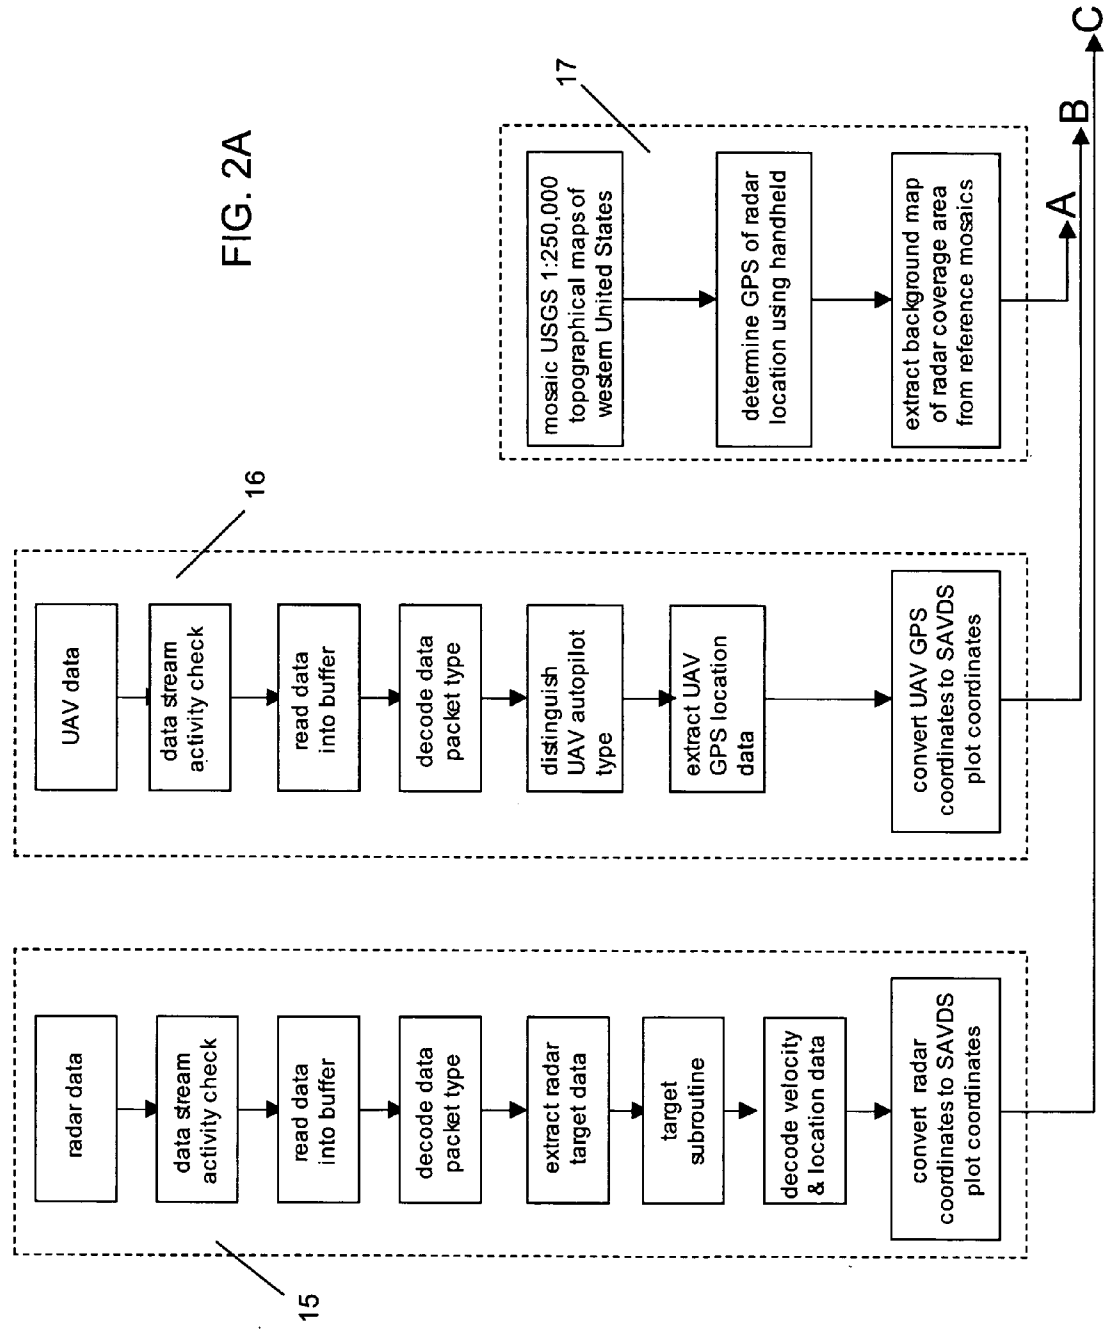 FIG. 2A
15
radar data
data stream
activity check
read data
into buffer
decode data
packet type
extract radar
target data
target
subroutine
decode velocity
& location data
convert radar
coordinates to SAVDS
plot coordinates
16
UAV data
data stream
activity check
read data
into buffer
decode data
packet type
distinguish
UAV autopilot
type
extract UAV
GPS location
data
convert UAV GPS
coordinates to SAVDS
plot coordinates
17
mosaic USGS 1:250,000
topographical maps of
western United States
determine GPS of radar
location using handheld
extract background map
of radar coverage area
from reference mosaics
A
B
C